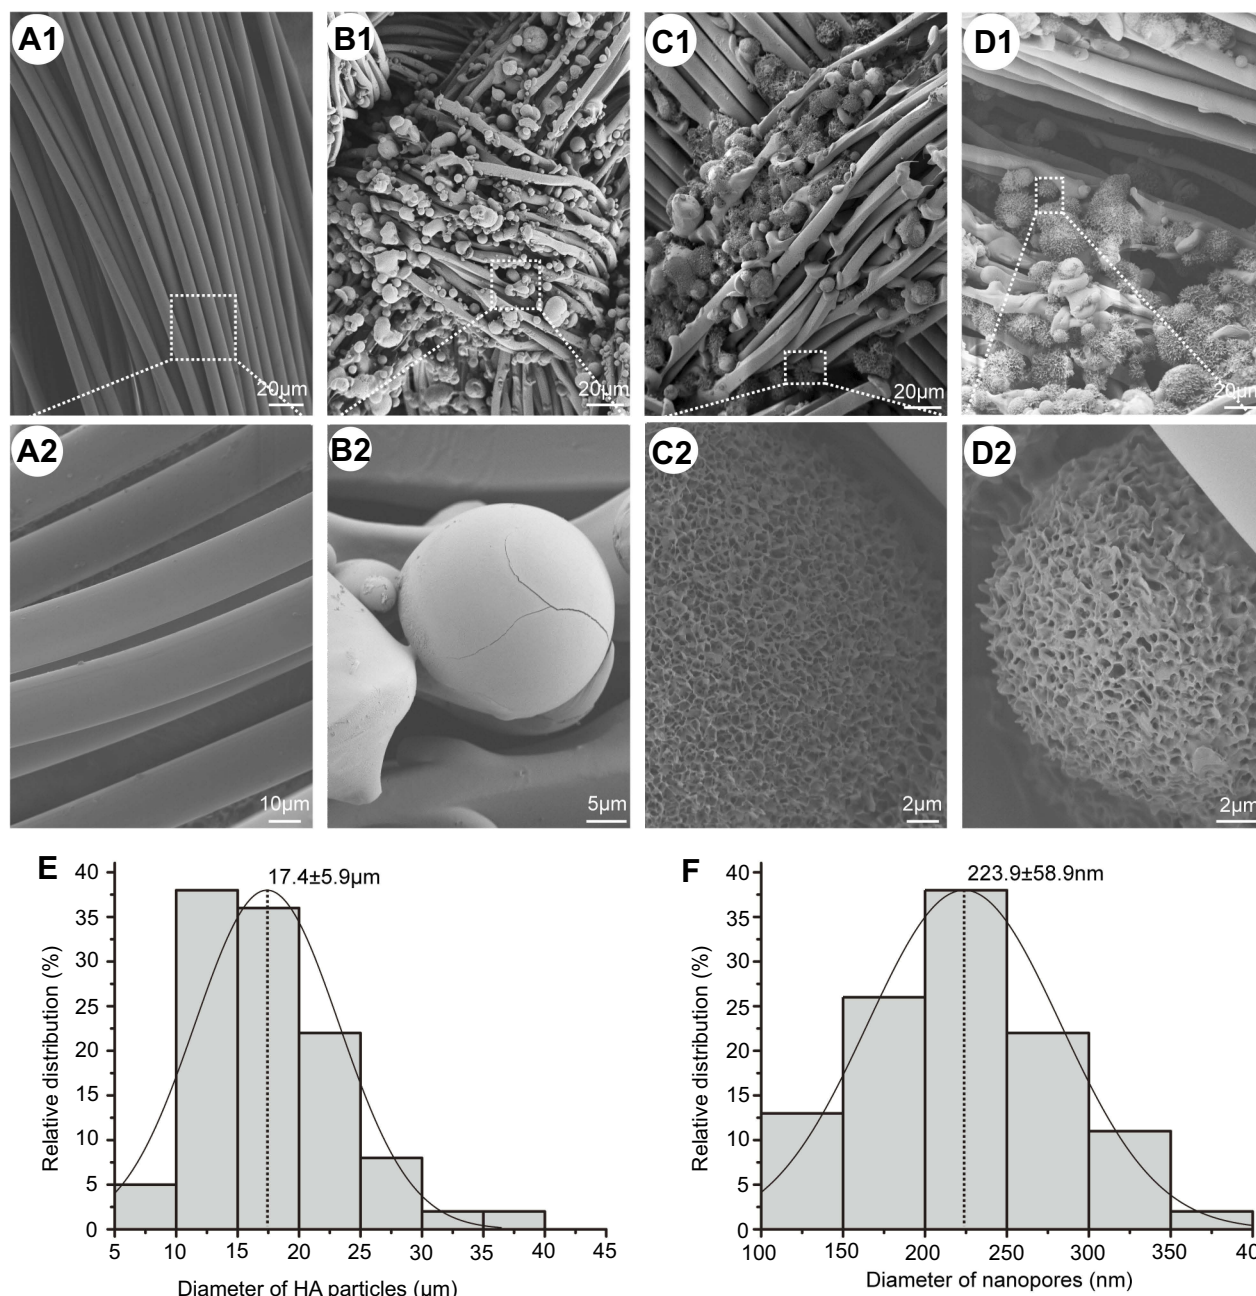 A1
B1
C1
D1
20μm
20μm
20μm
20μm
A2
B2
C2
D2
10μm
5μm
2μm
2μm
E
17.4±5.9μm
40
35
30
25
20
15
10
5
0
Relative distribution (%)
5 10 15 20 25 30 35 40 45
Diameter of HA particles (μm)
F
223.9±58.9nm
40
35
30
25
20
15
10
5
0
Relative distribution (%)
100 150 200 250 300 350 40
Diameter of nanopores (nm)